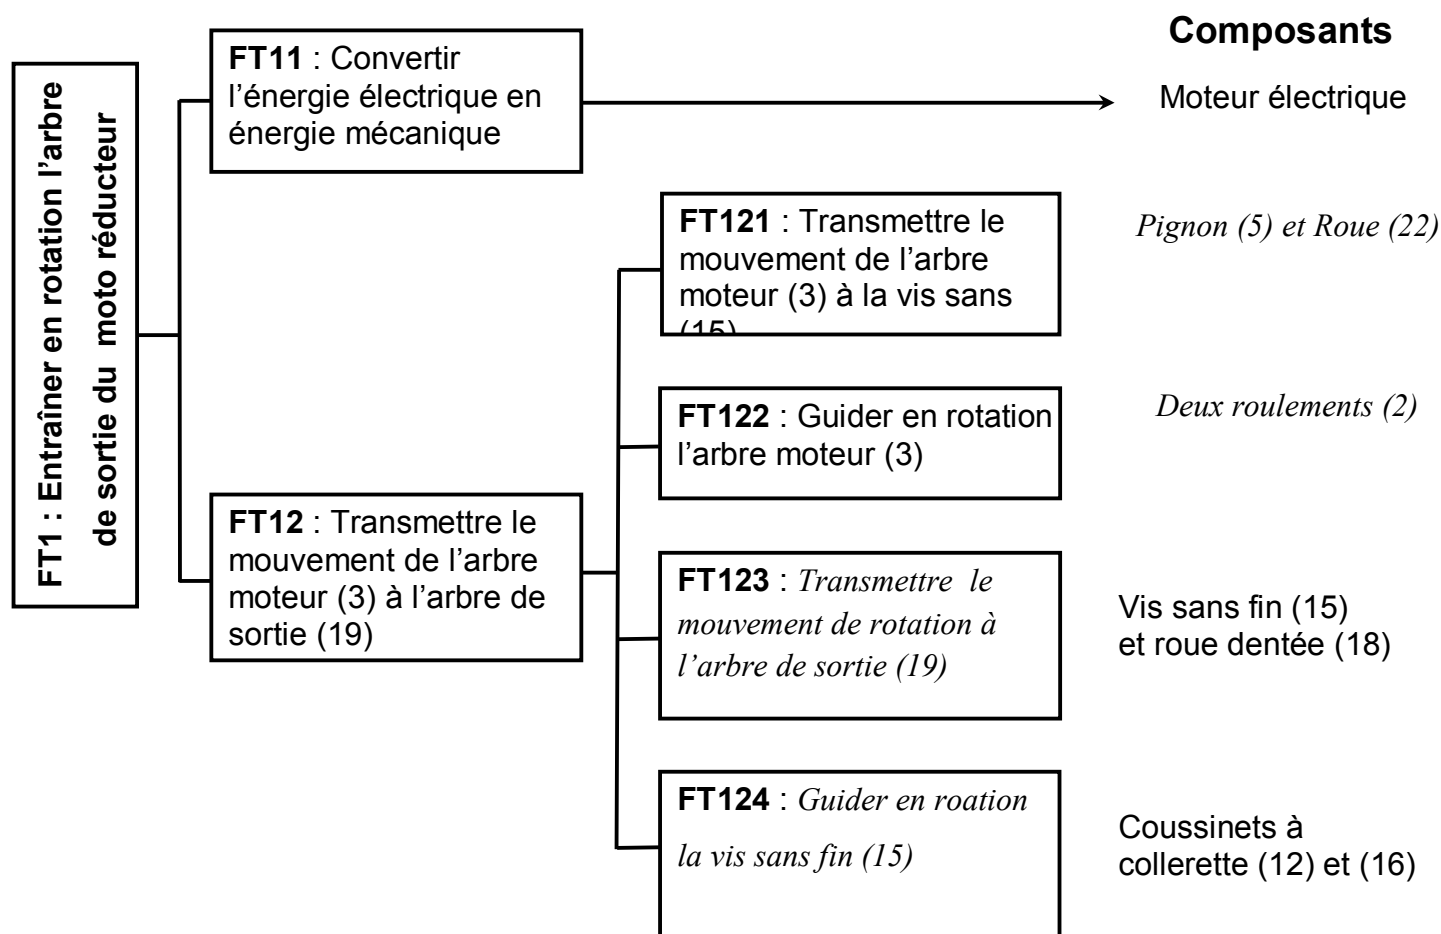 Composants
FT1 : Entraîner en rotation l’arbre
de sortie du moto réducteur
FT11 : Convertir
l’énergie électrique en
énergie mécanique
Moteur électrique
FT12 : Transmettre le
mouvement de l’arbre
moteur (3) à l’arbre de
sortie (19)
FT121 : Transmettre le
mouvement de l’arbre
moteur (3) à la vis sans
(15)
Pignon (5) et Roue (22)
FT122 : Guider en rotation
l’arbre moteur (3)
Deux roulements (2)
FT123 : Transmettre le
mouvement de rotation à
l’arbre de sortie (19)
Vis sans fin (15)
et roue dentée (18)
FT124 : Guider en roation
la vis sans fin (15)
Coussinets à
collerette (12) et (16)